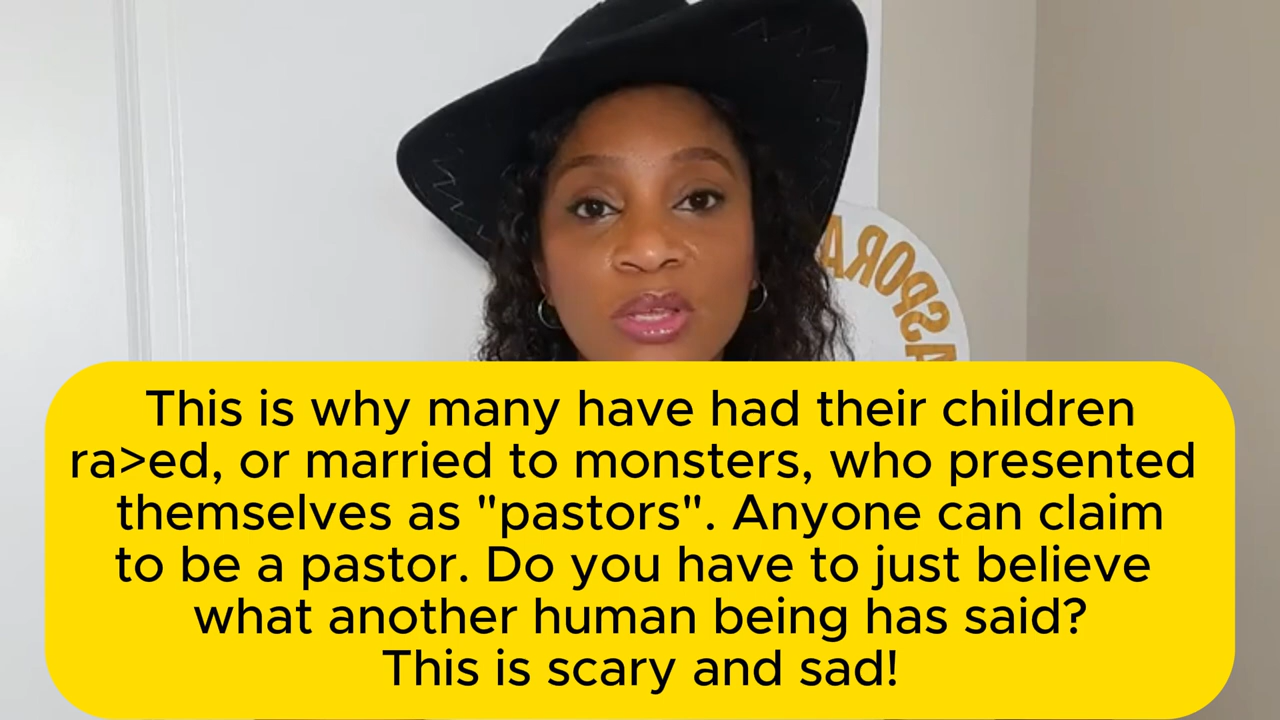 ASPORA
This is why many have had their children
ra>ed, or married to monsters, who presented
themselves as "pastors". Anyone can claim
to be a pastor. Do you have to just believe
what another human being has said?
This is scary and sad!